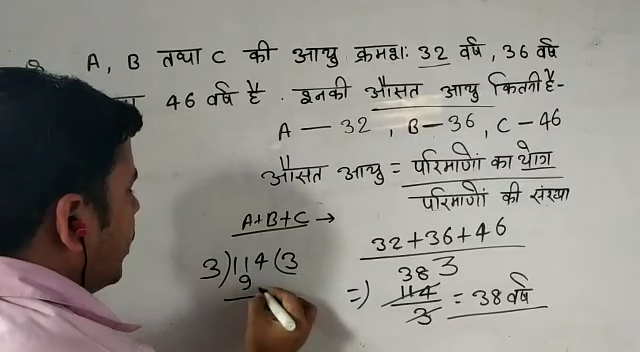 A, B तथा C की आयु क्रमशः 32 वर्ष, 36 वर्ष
46 वर्ष है. इनकी औसत आयु कितनी है-
A — 32, B — 36, C — 46
औसत आयु = परिमाणों का योग
परिमाणों की संख्या
A+B+C →
32+36+46
3
3)114(3
9
38
=) 114 = 38 वर्ष
3